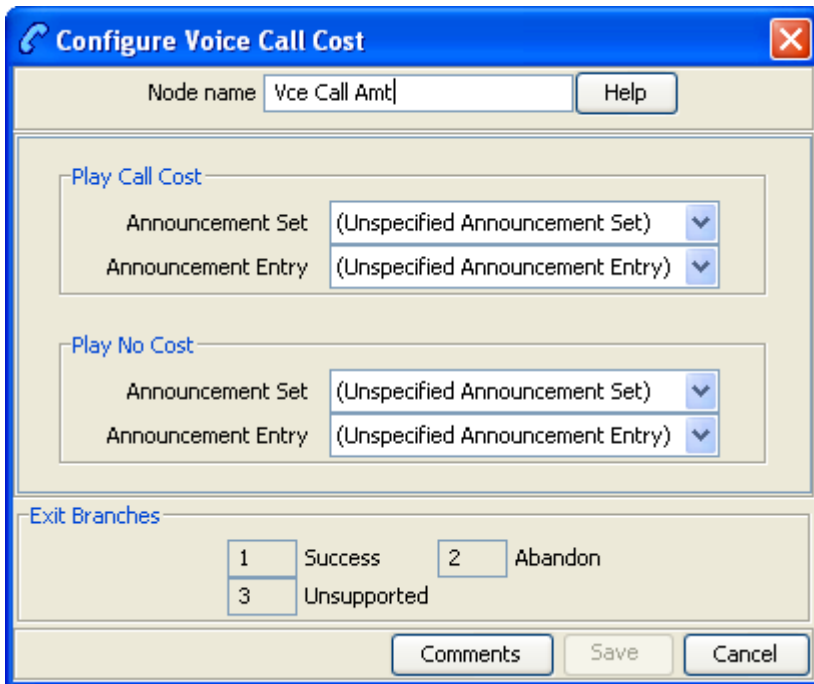 Configure Voice Call Cost
Node name Vce Call Amt Help
Play Call Cost
Announcement Set (Unspecified Announcement Set)
Announcement Entry (Unspecified Announcement Entry)
Play No Cost
Announcement Set (Unspecified Announcement Set)
Announcement Entry (Unspecified Announcement Entry)
Exit Branches
1 Success 2 Abandon
3 Unsupported
Comments Save Cancel